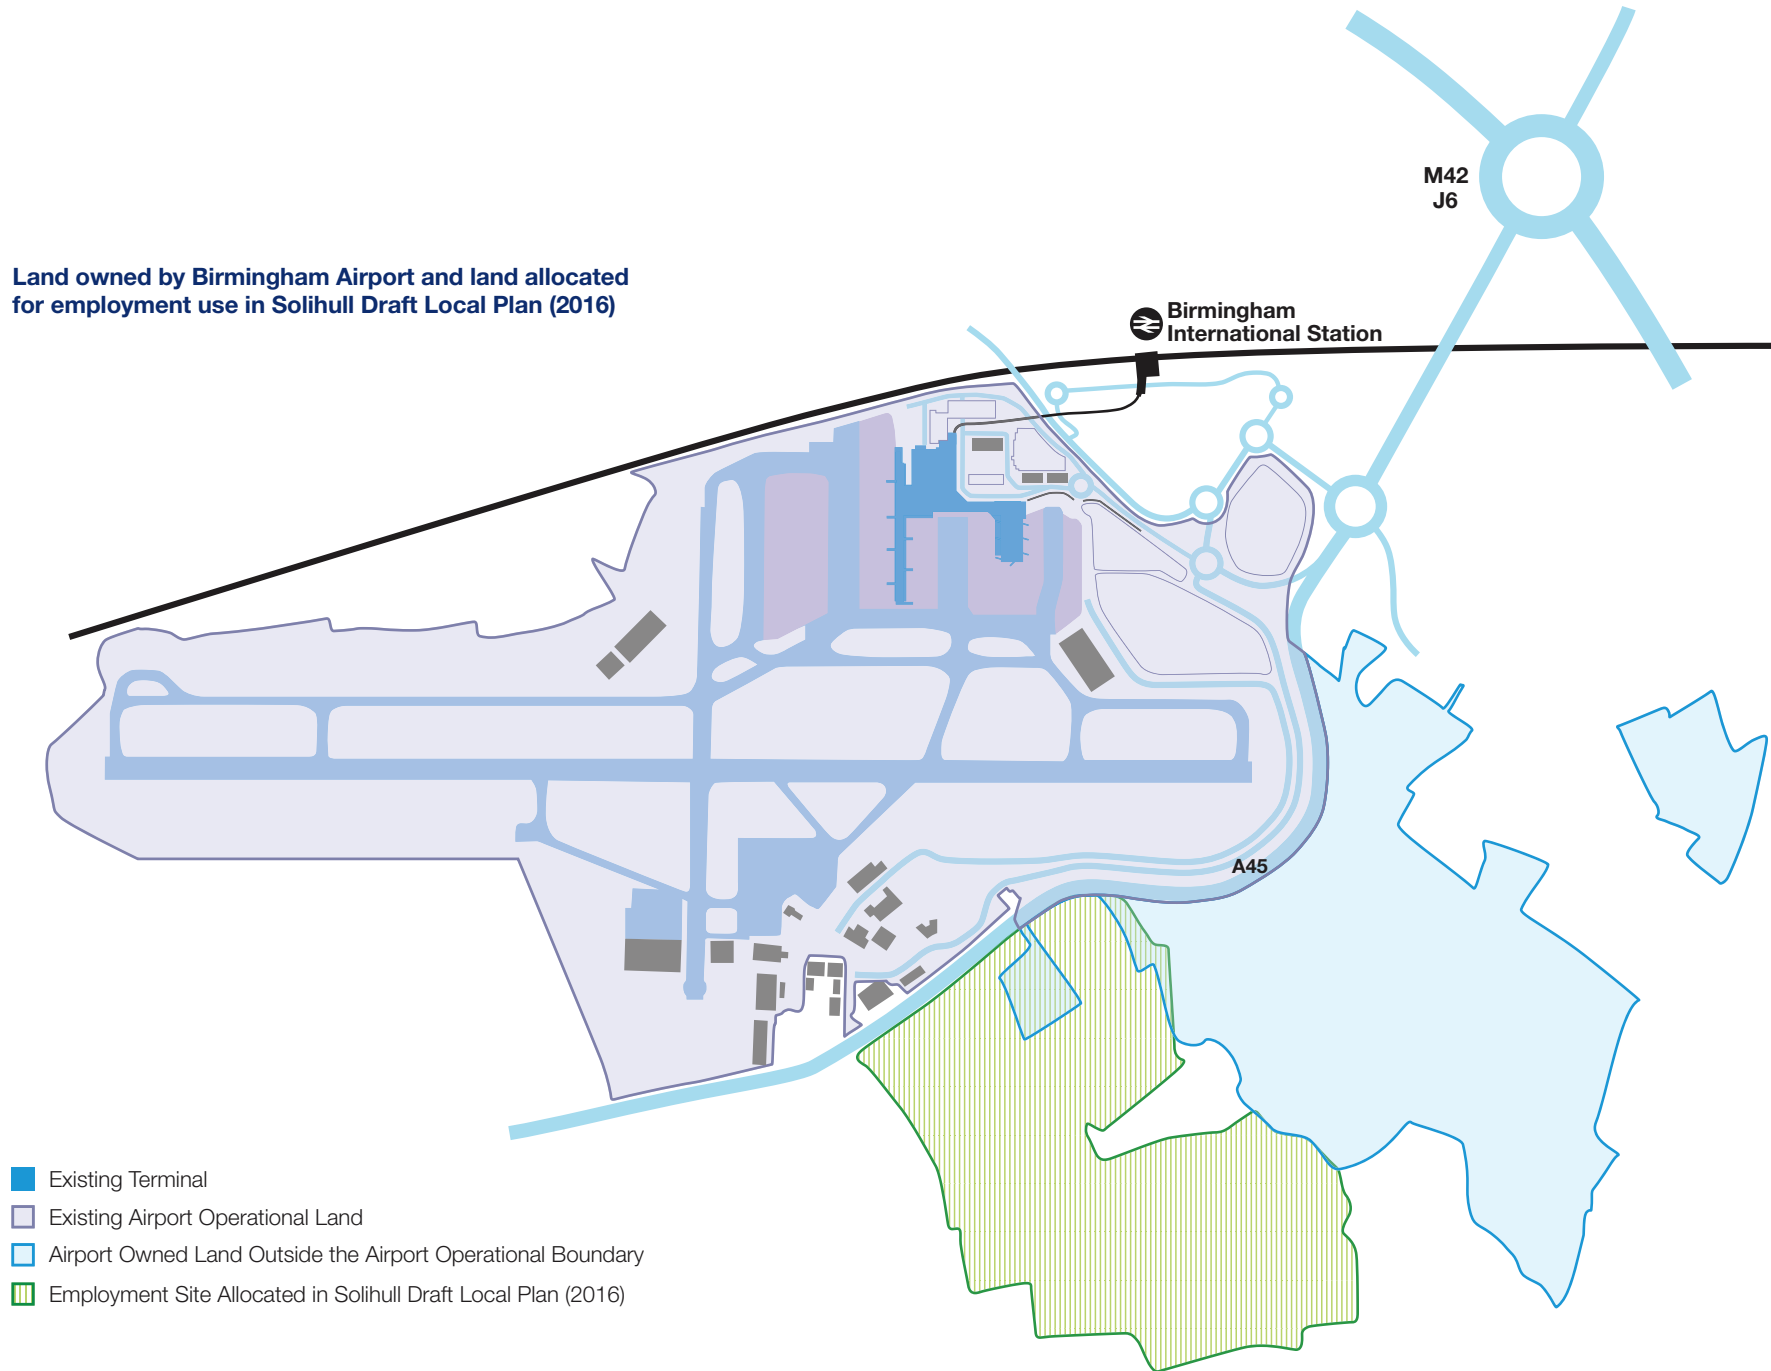 M42
J6
Land owned by Birmingham Airport and land allocated
for employment use in Solihull Draft Local Plan (2016)
Birmingham
International Station
A45
Existing Terminal
Existing Airport Operational Land
Airport Owned Land Outside the Airport Operational Boundary
Employment Site Allocated in Solihull Draft Local Plan (2016)